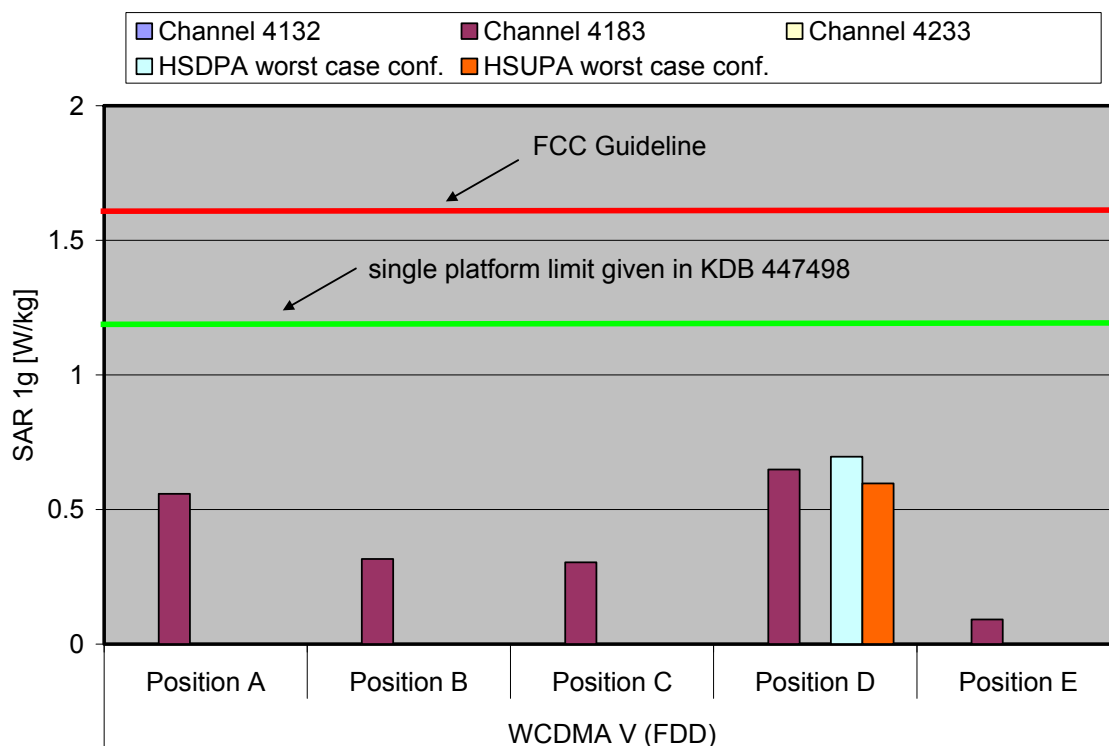 Channel 4132 Channel 4183 Channel 4233
HSDPA worst case conf. HSUPA worst case conf.
2
FCC Guideline
1.5
single platform limit given in KDB 447498
1
SAR 1g [W/kg]
0.5
0
Position A Position B Position C Position D Position E
WCDMA V (FDD)